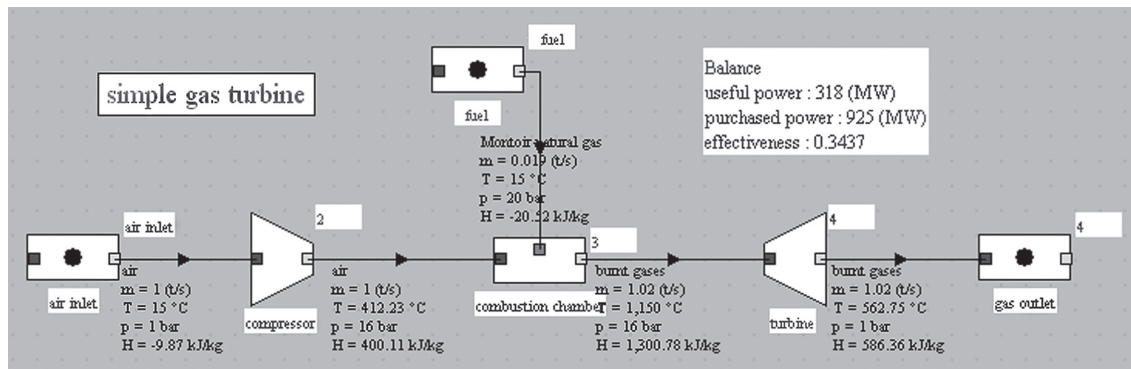 fuel
simple gas turbine
Balance
useful power : 318 (MW)
purchased power : 925 (MW)
effectiveness : 0.3437
fuel
Montoir natural gas
m = 0.019 (t/s)
T = 15 °C
p = 20 bar
H = -20.52 kJ/kg
air inlet
2
3
4
4
air inlet
air
m = 1 (t/s)
T = 15 °C
p = 1 bar
H = -9.87 kJ/kg
compressor
air
m = 1 (t/s)
T = 412.23 °C
p = 16 bar
H = 400.11 kJ/kg
combustion chamber
burnt gases
m = 1.02 (t/s)
T = 1,150 °C
p = 16 bar
H = 1,300.78 kJ/kg
turbine
burnt gases
m = 1.02 (t/s)
T = 562.75 °C
p = 1 bar
H = 586.36 kJ/kg
gas outlet